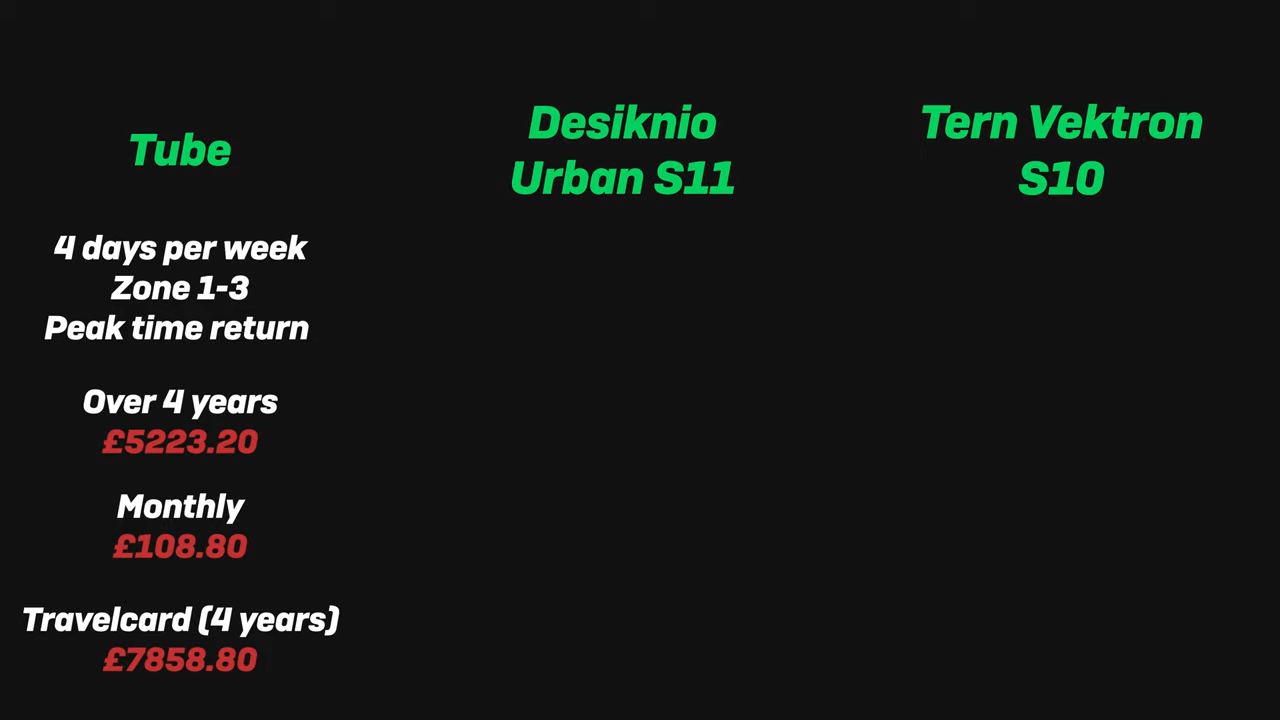 Tube
4 days per week
Zone 1-3
Peak time return
Over 4 years
£5223.20
Monthly
£108.80
Travelcard (4 years)
£7858.80
Desiknio
Urban S11
Tern Vektron
S10